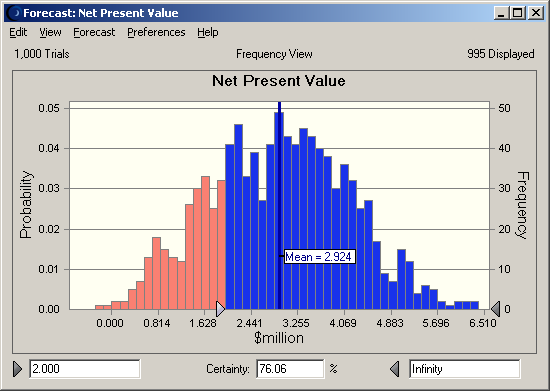 Forecast: Net Present Value
Edit View Forecast Preferences Help
1,000 Trials Frequency View 995 Displayed
Net Present Value
Probability
0.05
0.04
0.03
0.02
0.01
0.00
Mean = 2.924
50
40
30
20
10
0
Frequency
0.000 0.814 1.628 2.441 3.255 4.069 4.883 5.696 6.510
$million
2.000 Certainty: 76.06 % Infinity